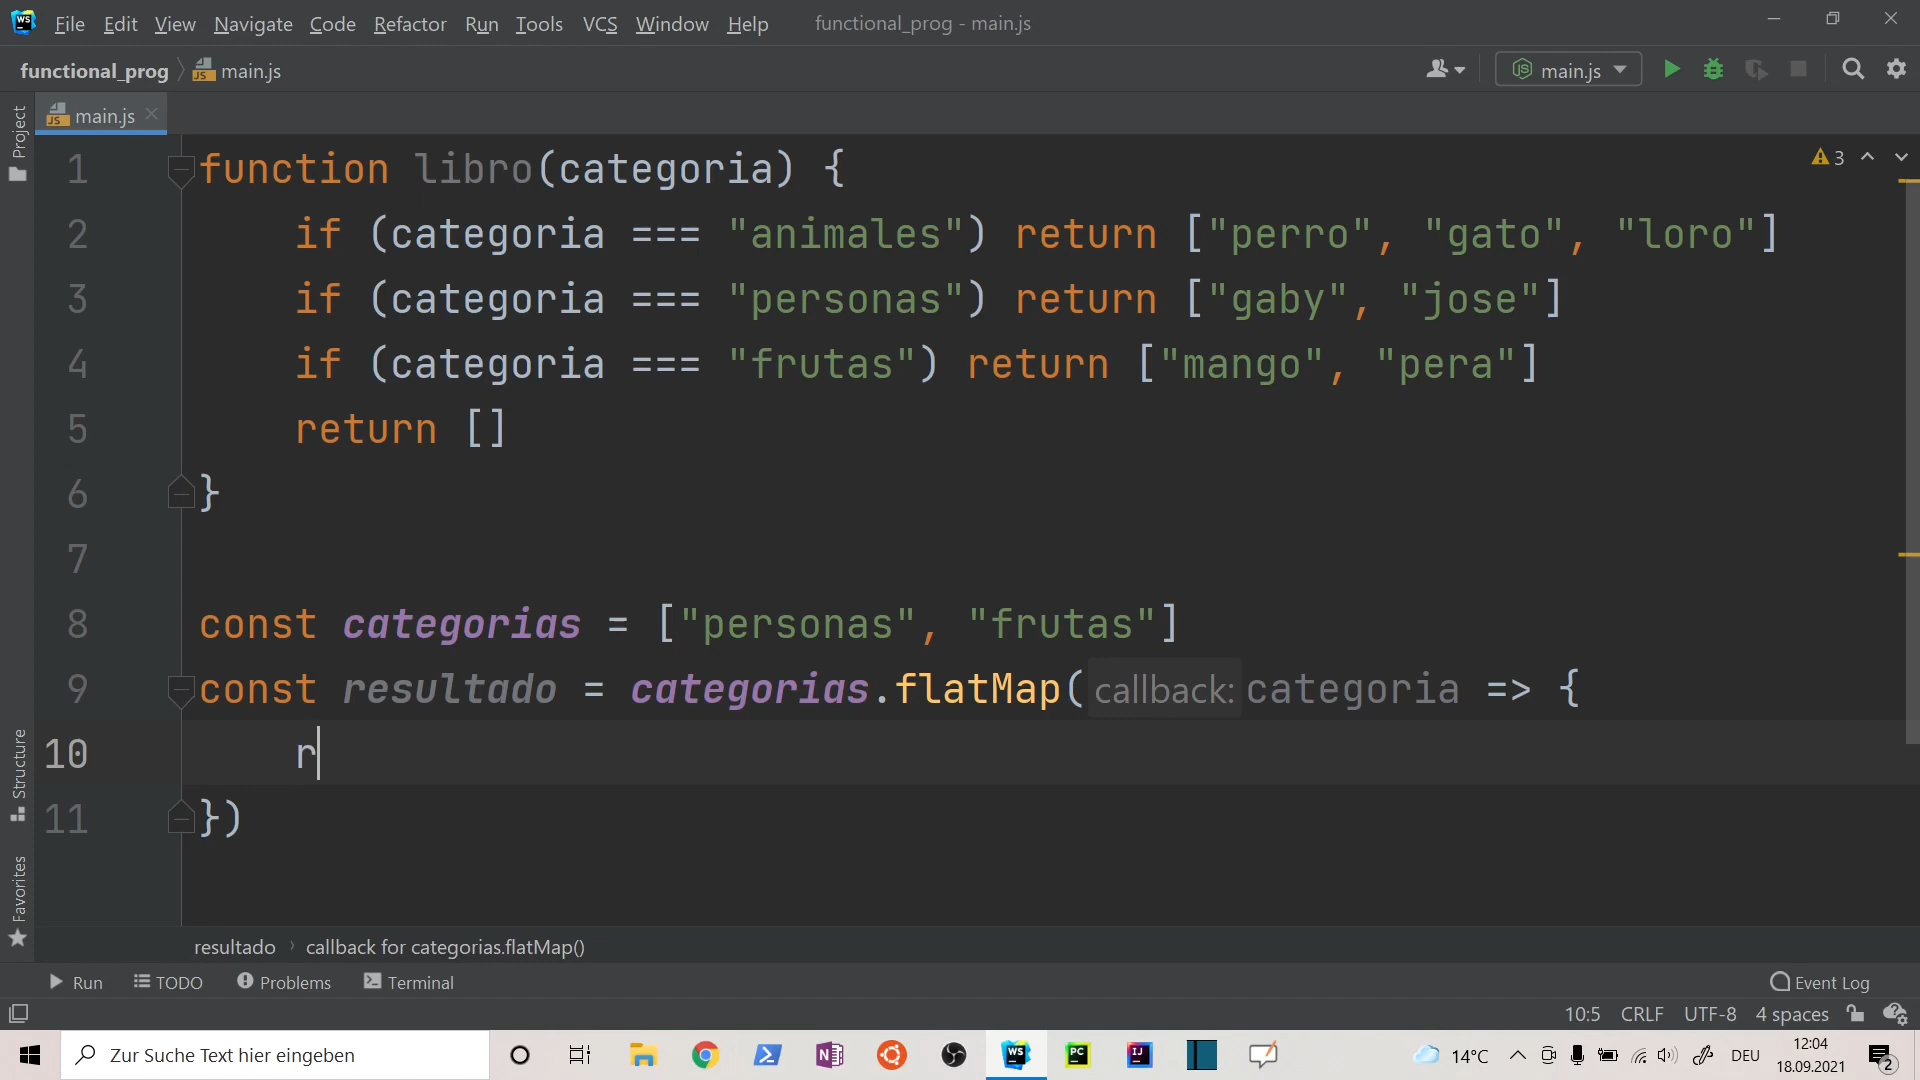 File Edit View Navigate Code Refactor Run Tools VCS Window Help functional_prog - main.js
functional_prog main.js main.js
main.js
Project
3
1 function libro(categoria) {
2 if (categoria === "animales") return ["perro", "gato", "loro"]
3 if (categoria === "personas") return ["gaby", "jose"]
4 if (categoria === "frutas") return ["mango", "pera"]
5 return []
6 }
7
8 const categorias = ["personas", "frutas"]
9 const resultado = categorias.flatMap( callback: categoria => {
10 r
11 })
Structure
Favorites
resultado callback for categorias.flatMap()
Run TODO Problems Terminal Event Log
10:5 CRLF UTF-8 4 spaces
Zur Suche Text hier eingeben 14°C DEU 12:04
18.09.2021 2